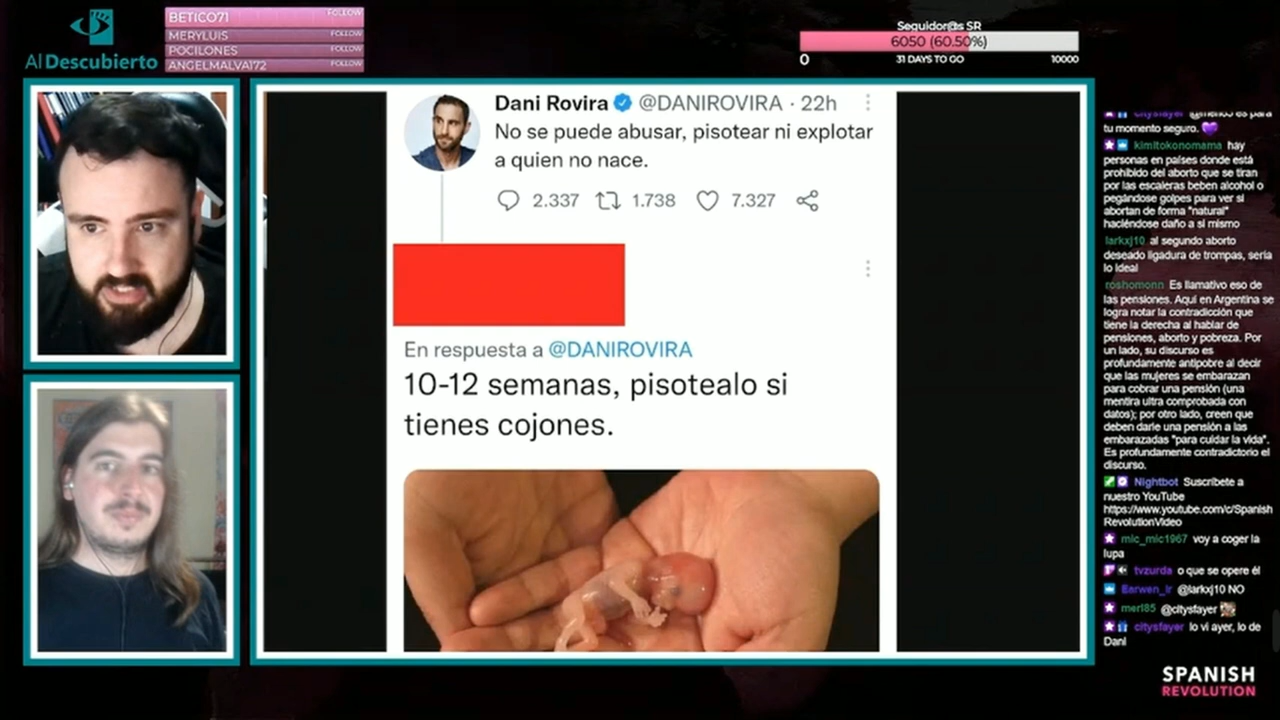 Al Descubierto
BETICO71 FOLLOW
MERYLUIS FOLLOW
POCILONES FOLLOW
ANGELMALVA172 FOLLOW
Seguidor@s SR
6050 (60.50%)
0 31 DAYS TO GO 10000
Dani Rovira @DANIROVIRA · 22h
No se puede abusar, pisotear ni explotar
a quien no nace.
2.337 1.738 7.327
En respuesta a @DANIROVIRA
10-12 semanas, pisotealo si
tienes cojones.
tu momento seguro.
kimitokonomama hay
personas en países donde está
prohibido del aborto que se tiran
por las escaleras beben alcohol o
pegándose golpes para ver si
abortan de forma "natural"
haciéndose daño a si mismo
larkxj10 al segundo aborto
deseado ligadura de trompas, sería
lo ideal
roshomonn Es llamativo eso de
las pensiones. Aquí en Argentina se
logra notar la contradicción que
tiene la derecha al hablar de
pensiones, aborto y pobreza. Por
un lado, su discurso es
profundamente antipobre al decir
que las mujeres se embarazan
para cobrar una pensión (una
mentira ultra comprobada con
datos); por otro lado, creen que
deben darle una pensión a las
embarazadas "para cuidar la vida".
Es profundamente contradictorio el
discurso.
Nightbot Suscríbete a
nuestro YouTube
https://www.youtube.com/c/Spanish
RevolutionVideo
mic_mic1967 voy a coger la
lupa
tvzurda o que se opere él
Earwen_ir @larkxj10 NO
merl85 @citysfayer
citysfayer lo vi ayer, lo de
Dani
SPANISH
REVOLUTION